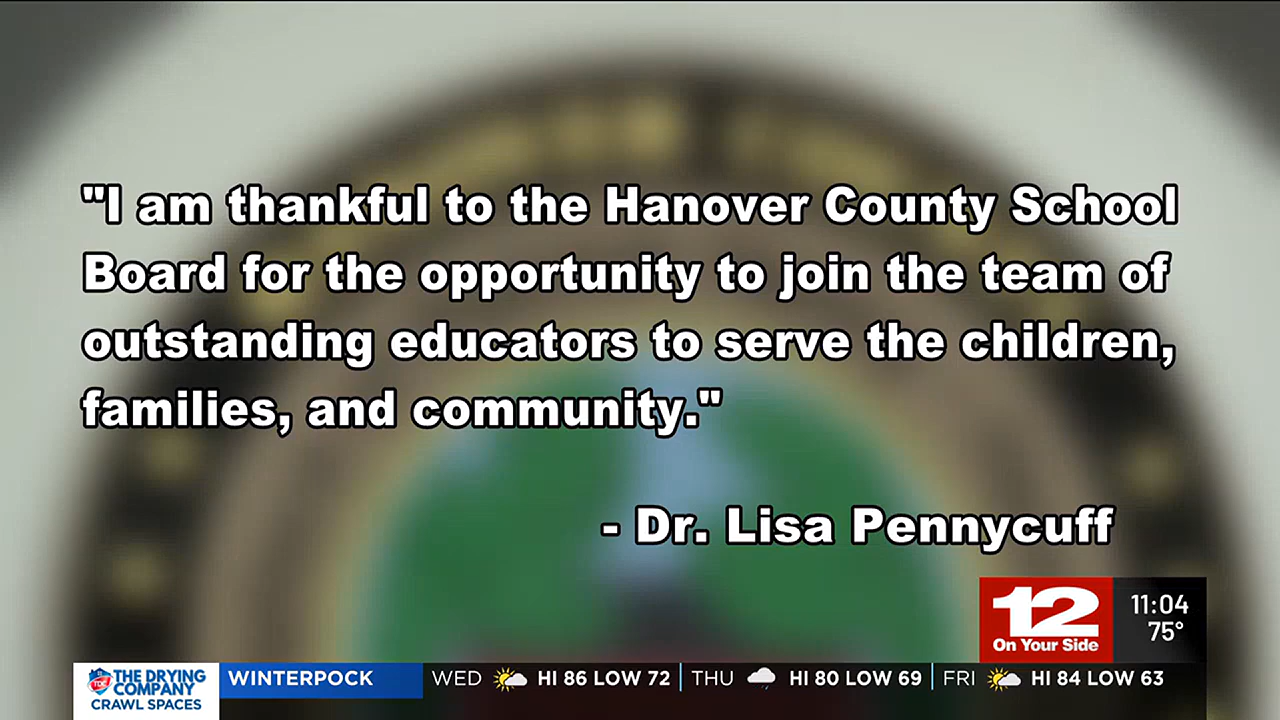 "I am thankful to the Hanover County School
Board for the opportunity to join the team of
outstanding educators to serve the children,
families, and community."
- Dr. Lisa Pennycuff
12
On Your Side
11:04
75°
THE DRYING
COMPANY
CRAWL SPACES
WINTERPOCK
WED HI 86 LOW 72 THU HI 80 LOW 69 FRI HI 84 LOW 63